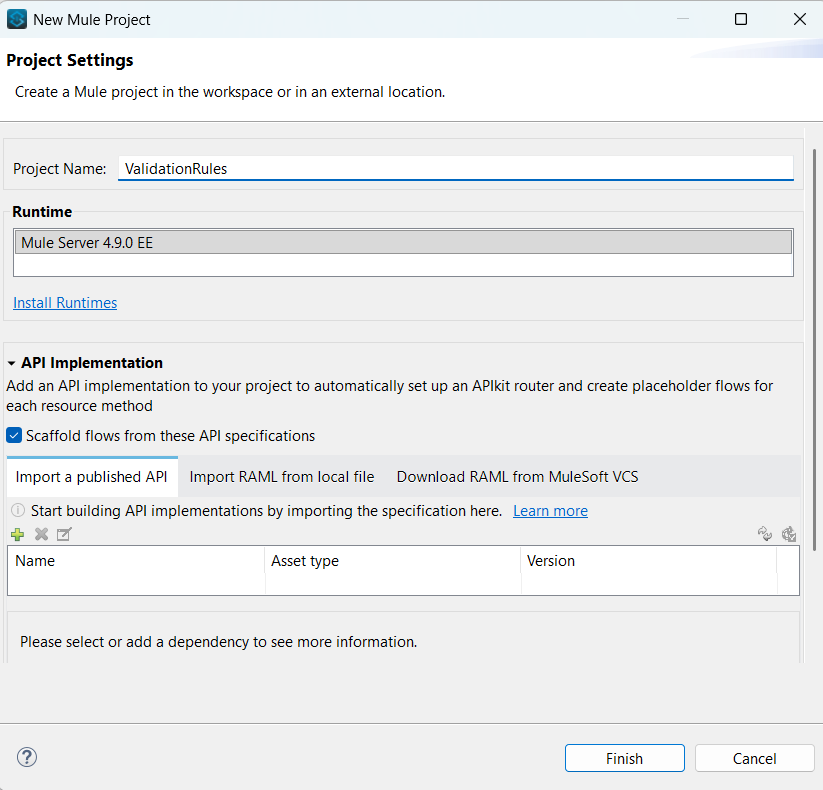 New Mule Project
Project Settings
Create a Mule project in the workspace or in an external location.
Project Name: ValidationRules
Runtime
Mule Server 4.9.0 EE
Install Runtimes
API Implementation
Add an API implementation to your project to automatically set up an APIkit router and create placeholder flows for
each resource method
Scaffold flows from these API specifications
Import a published API Import RAML from local file Download RAML from MuleSoft VCS
Start building API implementations by importing the specification here. Learn more
Name Asset type Version
Please select or add a dependency to see more information.
Finish Cancel